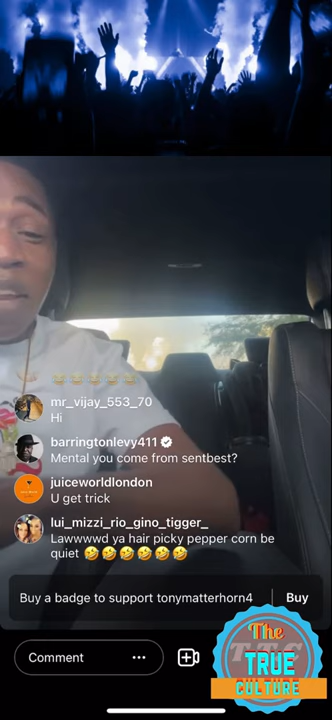 mr_vijay_553_70
Hi
barringtonlevy411
Mental you come from sentbest?
juiceworldlondon
U get trick
lui_mizzi_rio_gino_tigger_
Lawwwwd ya hair picky pepper corn be
quiet 🤣🤣🤣🤣🤣🤣
Buy a badge to support tonymatterhorn4 Buy
Comment
The
T.T.C
TRUE
CULTURE